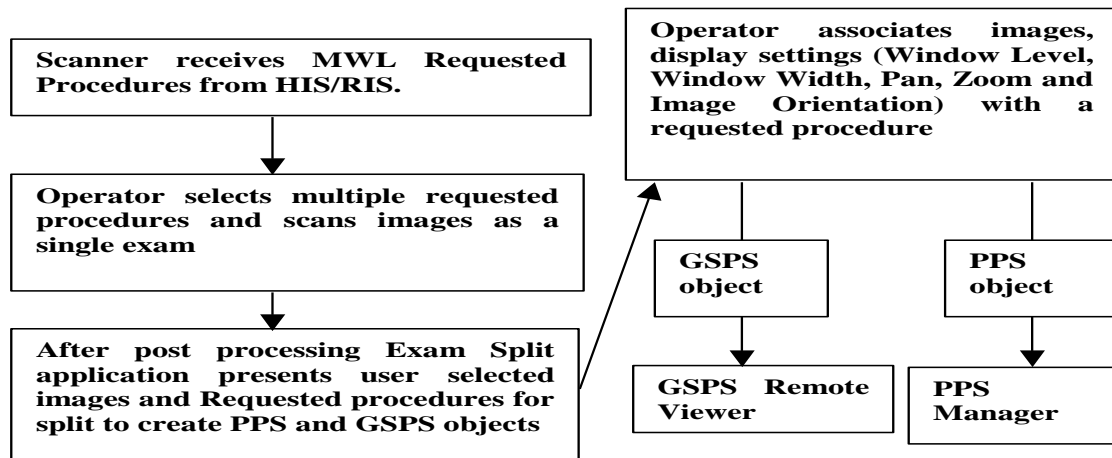 Scanner receives MWL Requested
Procedures from HIS/RIS.
Operator selects multiple requested
procedures and scans images as a
single exam
After post processing Exam Split
application presents user selected
images and Requested procedures for
split to create PPS and GSPS objects
Operator associates images,
display settings (Window Level,
Window Width, Pan, Zoom and
Image Orientation) with a
requested procedure
GSPS
object
PPS
object
GSPS Remote
Viewer
PPS
Manager